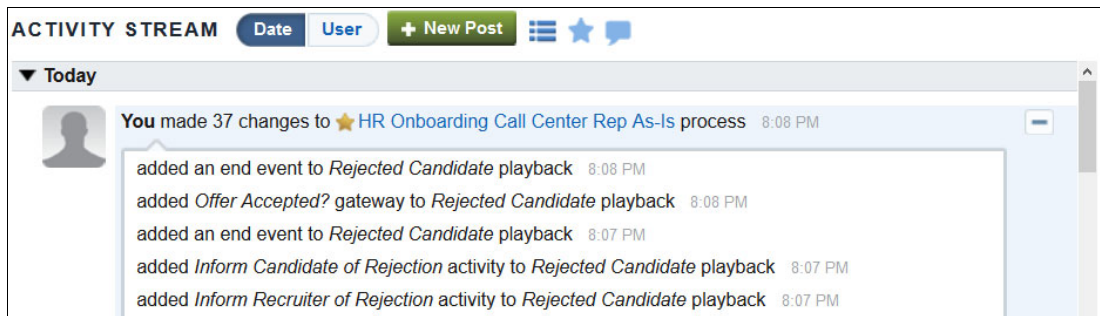 ACTIVITY STREAM Date User + New Post
Today
You made 37 changes to HR Onboarding Call Center Rep As-Is process 8:08 PM
added an end event to Rejected Candidate playback 8:08 PM
added Offer Accepted? gateway to Rejected Candidate playback 8:08 PM
added an end event to Rejected Candidate playback 8:07 PM
added Inform Candidate of Rejection activity to Rejected Candidate playback 8:07 PM
added Inform Recruiter of Rejection activity to Rejected Candidate playback 8:07 PM